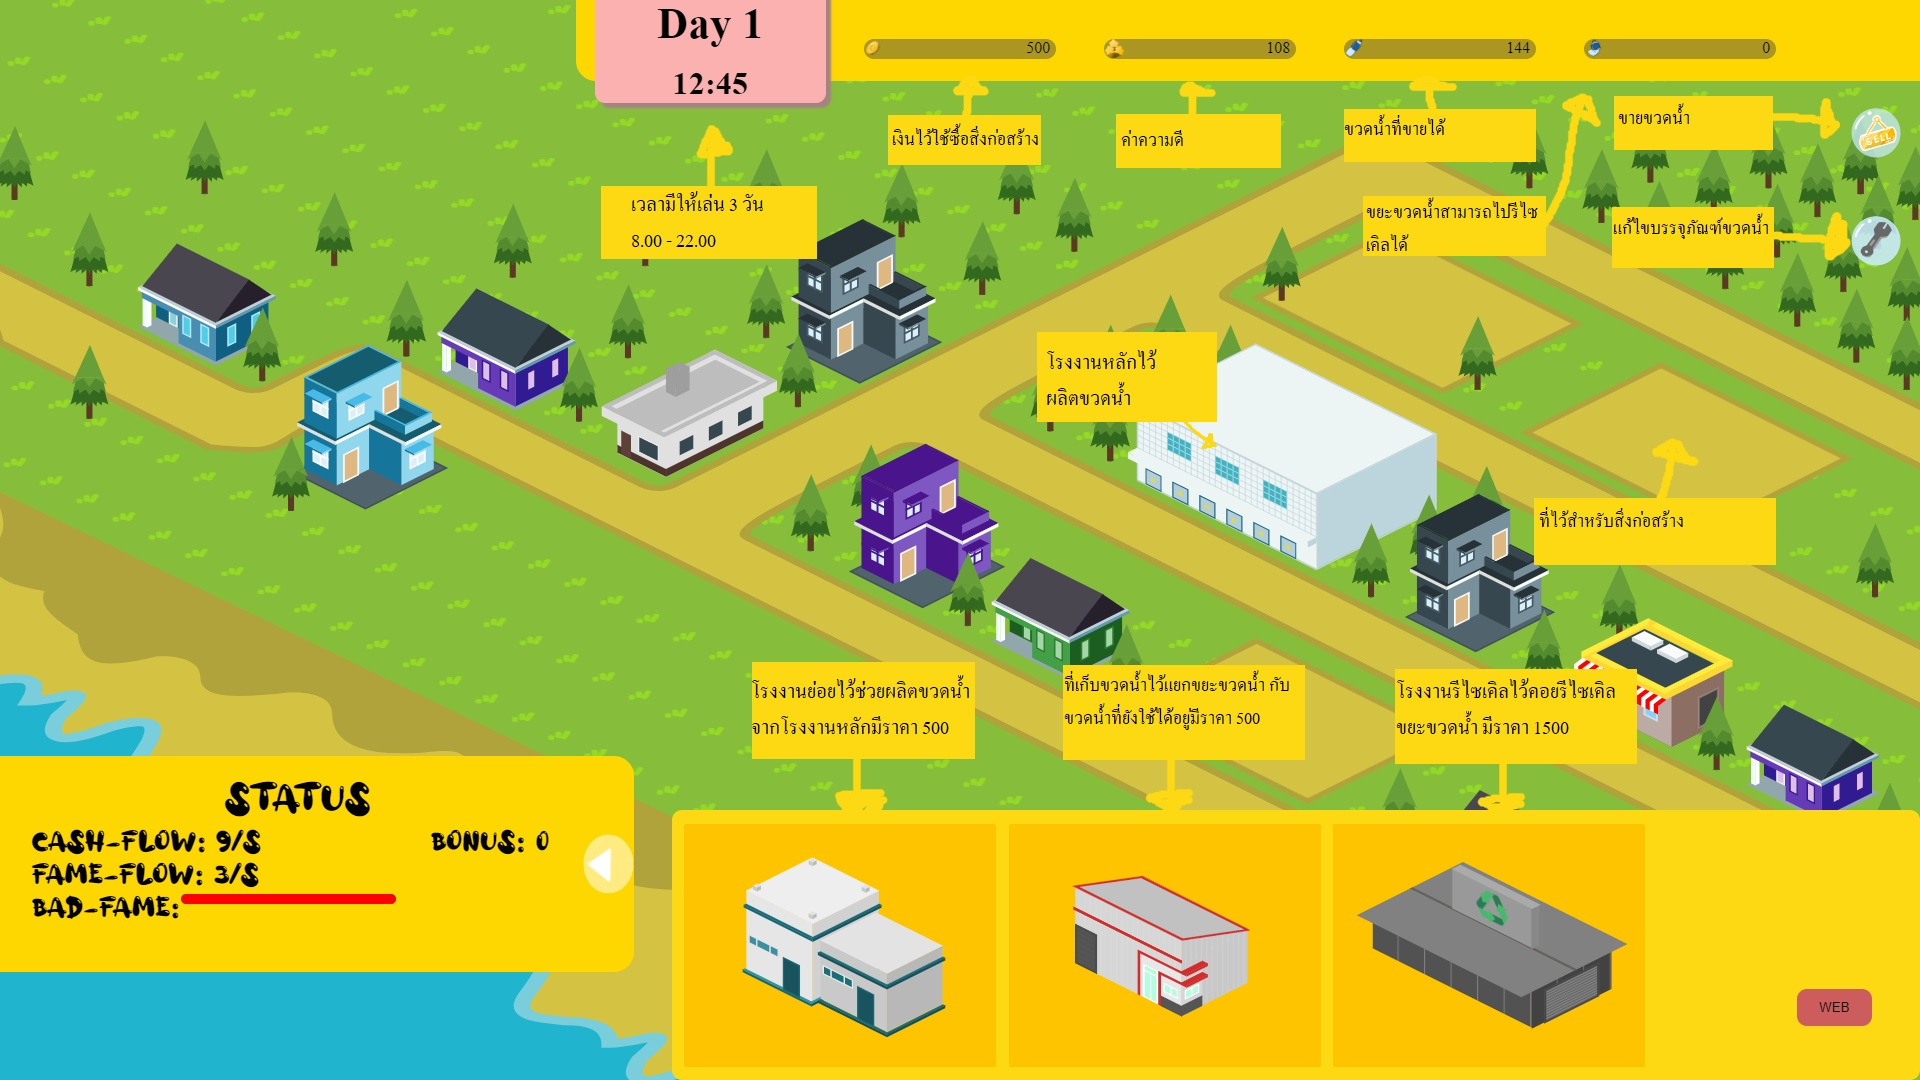 Day 1
12:45
500
108
144
0
เงินไว้ใช้ซื้อสิ่งก่อสร้าง
ค่าความดี
ขวดน้ำที่ขายได้
ขายขวดน้ำ
SELL
เวลามีให้เล่น 3 วัน
8.00 - 22.00
ขยะขวดน้ำสามารถไปรีไซ
เคิลได้
แก้ไขบรรจุภัณฑ์ขวดน้ำ
โรงงานหลักไว้
ผลิตขวดน้ำ
ที่ไว้สำหรับสิ่งก่อสร้าง
โรงงานย่อยไว้ช่วยผลิตขวดน้ำ
จากโรงงานหลักมีราคา 500
ที่เก็บขวดน้ำไว้แยกขยะขวดน้ำ กับ
ขวดน้ำที่ยังใช้ได้อยู่มีราคา 500
โรงงานรีไซเคิลไว้คอยรีไซเคิล
ขยะขวดน้ำ มีราคา 1500
STATUS
CASH-FLOW: 9/S
BONUS: 0
FAME-FLOW: 3/S
BAD-FAME:
WEB